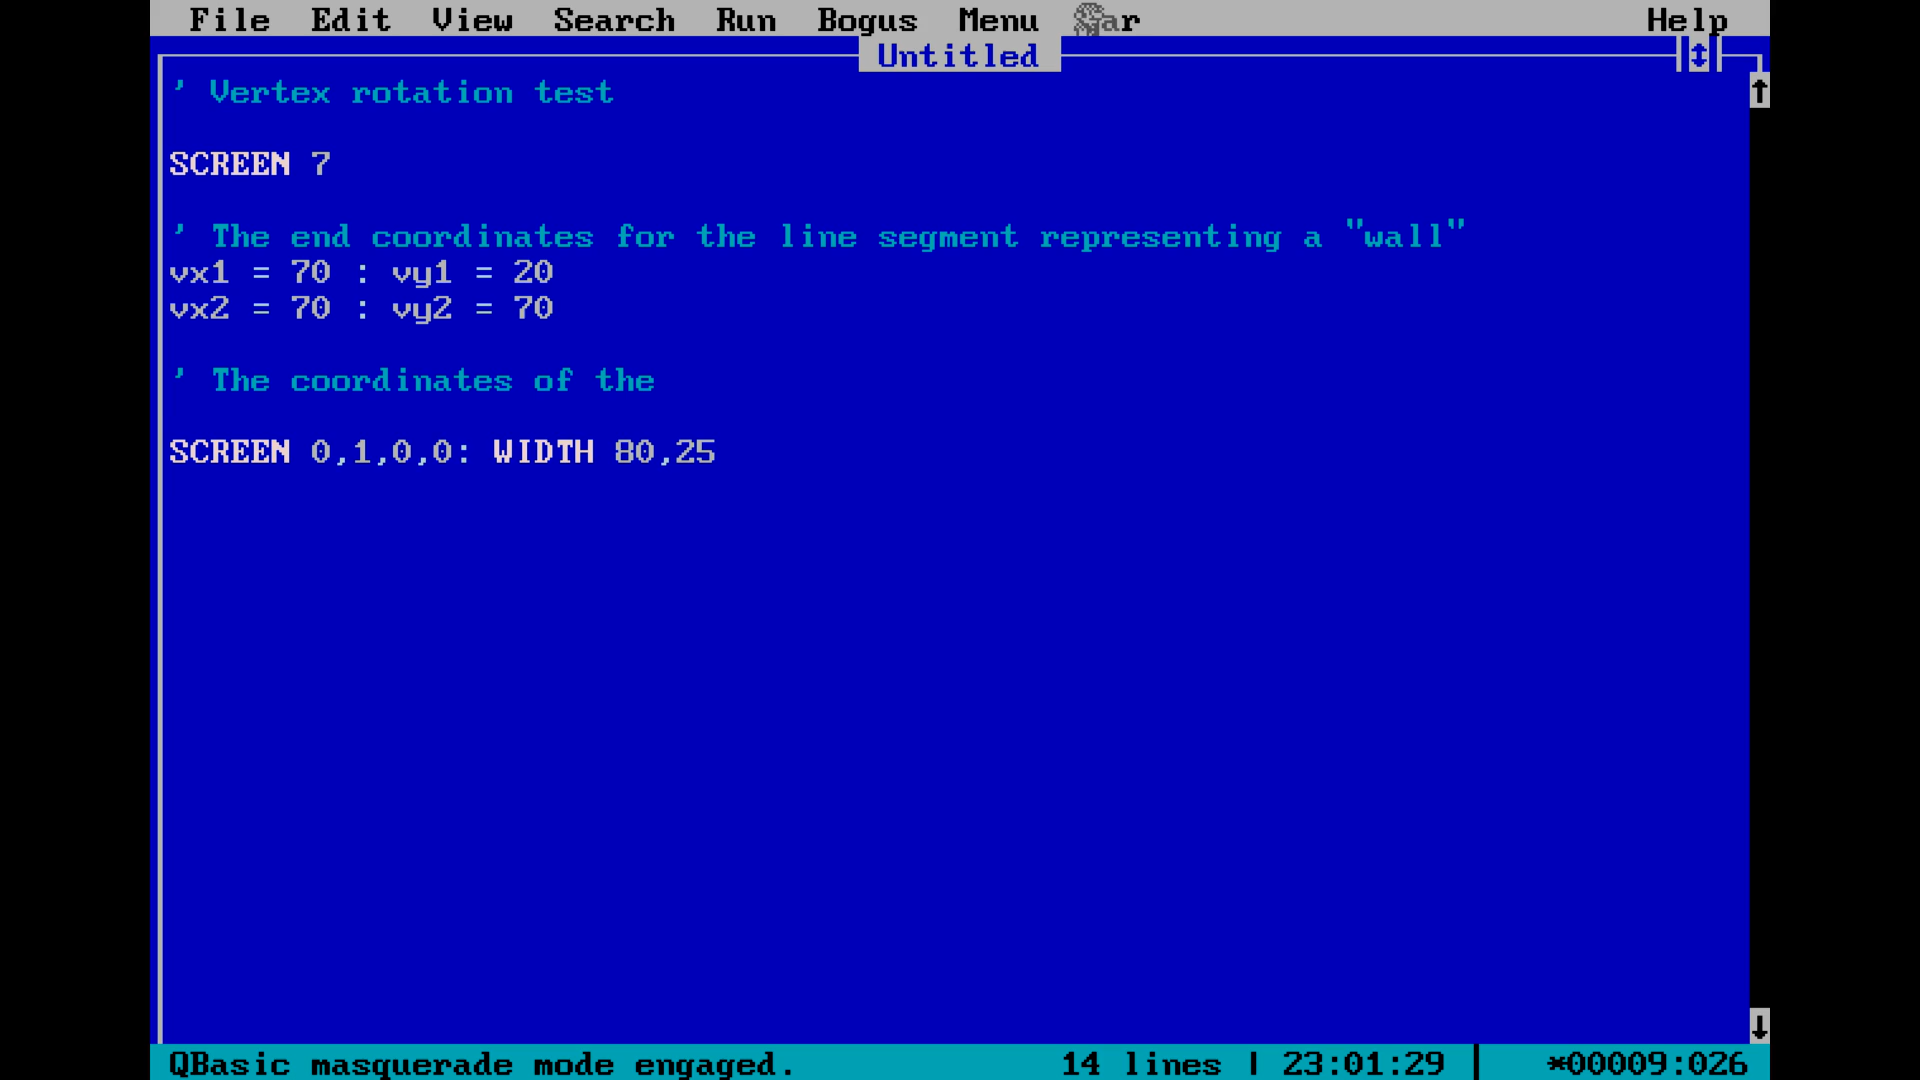 File Edit View Search Run Bogus Menu Help
Untitled
' Vertex rotation test
SCREEN 7
' The end coordinates for the line segment representing a "wall"
vx1 = 70 : vy1 = 20
vx2 = 70 : vy2 = 70
' The coordinates of the
SCREEN 0,1,0,0: WIDTH 80,25
QBasic masquerade mode engaged. 14 lines | 23:01:29 *00009:026